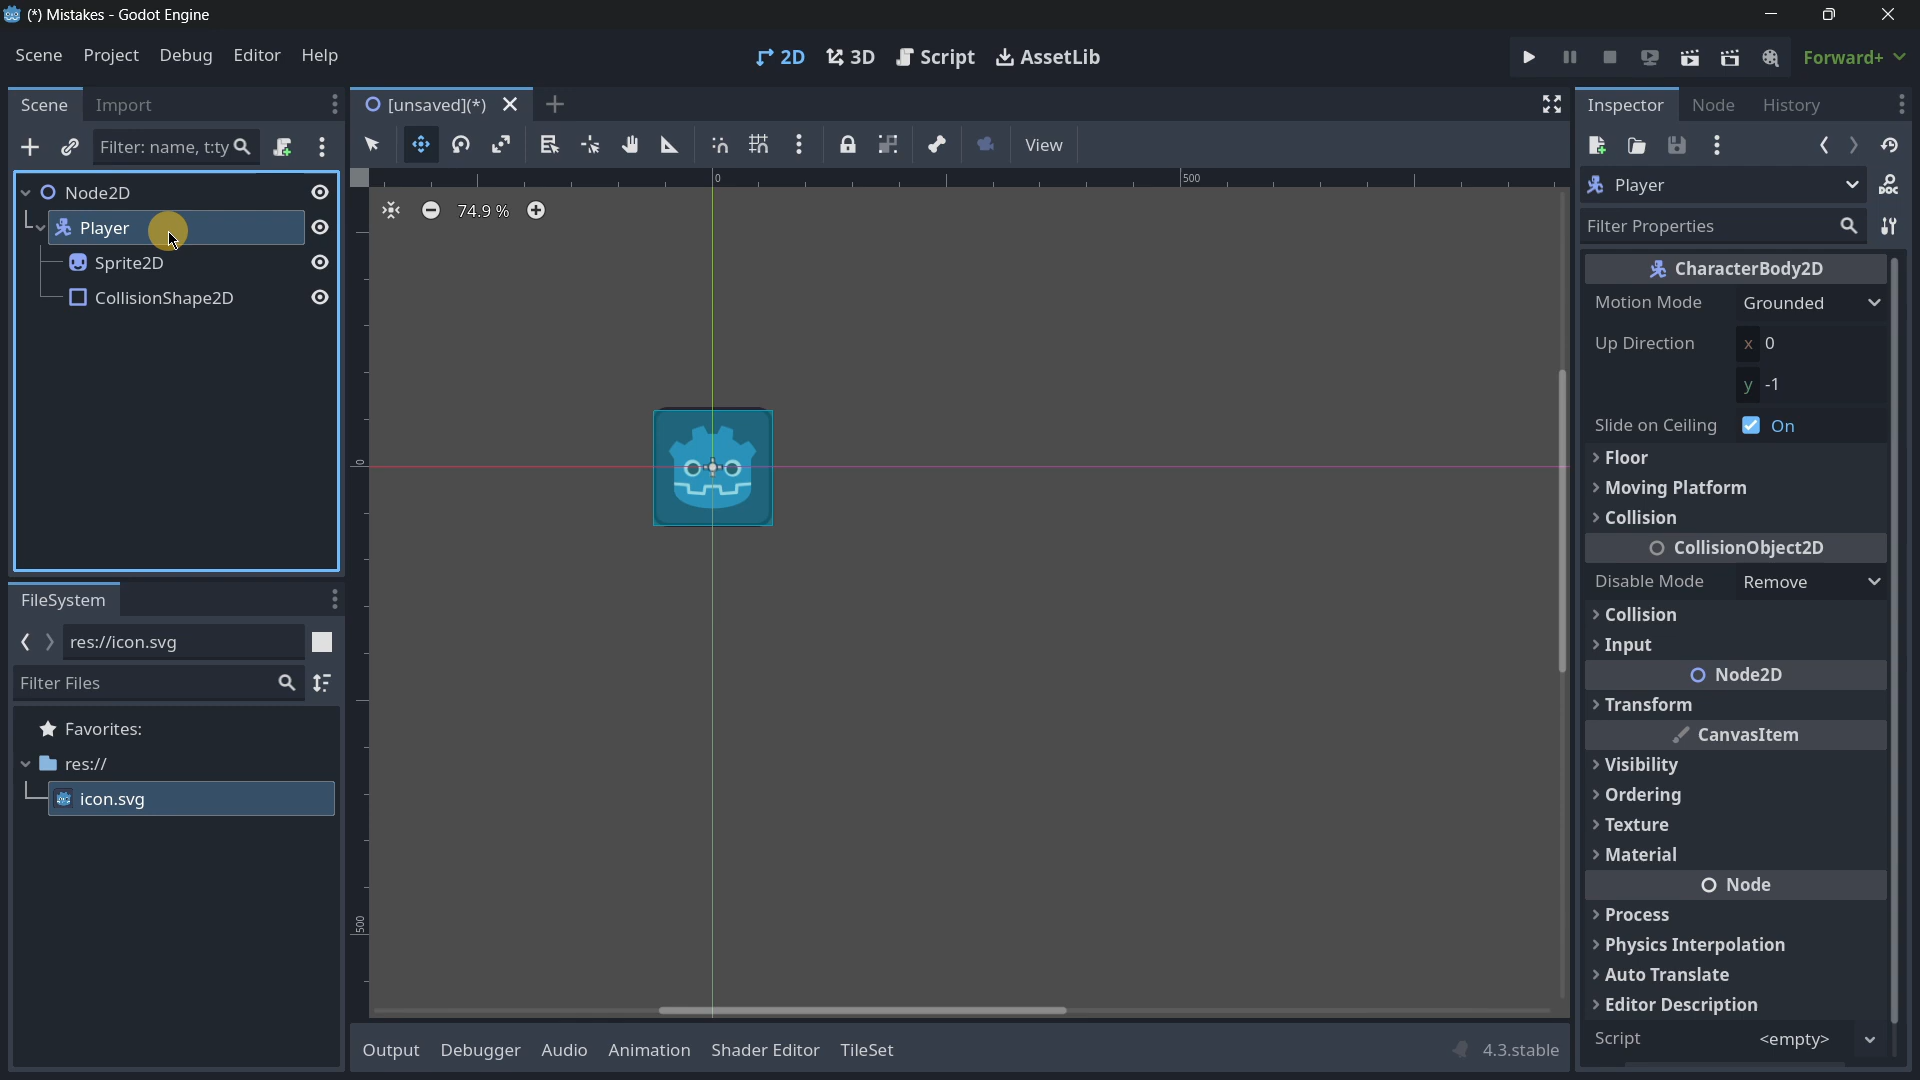 (*) Mistakes - Godot Engine
Scene Project Debug Editor Help
2D 3D Script AssetLib
Forward+
Scene Import
[unsaved](*)
Inspector Node History
Filter: name, t:ty
View
Node2D
Player
Sprite2D
CollisionShape2D
0 500
74.9 %
0
500
Player
Filter Properties
CharacterBody2D
Motion Mode Grounded
Up Direction x 0
y -1
Slide on Ceiling On
Floor
Moving Platform
Collision
CollisionObject2D
Disable Mode Remove
Collision
Input
Node2D
Transform
CanvasItem
Visibility
Ordering
Texture
Material
Node
Process
Physics Interpolation
Auto Translate
Editor Description
Script <empty>
FileSystem
res://icon.svg
Filter Files
Favorites:
res://
icon.svg
Output Debugger Audio Animation Shader Editor TileSet
4.3.stable